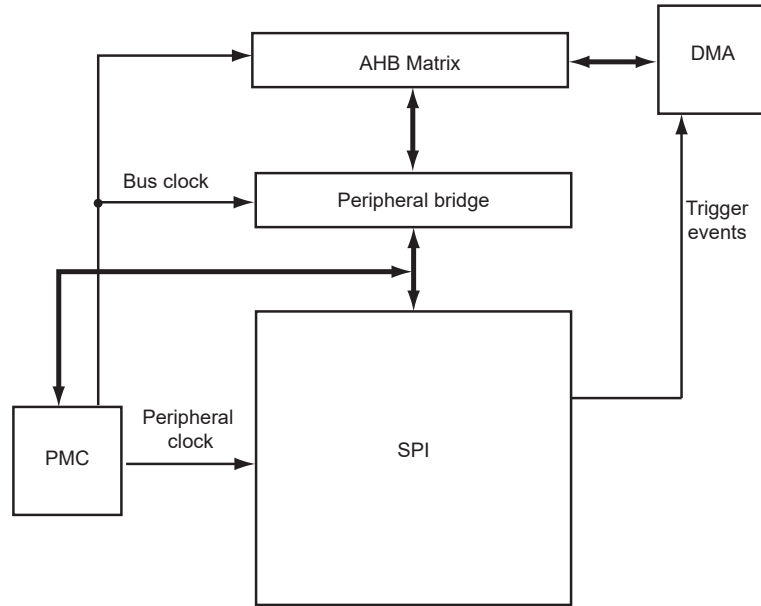 AHB Matrix
DMA
Bus clock
Peripheral bridge
Trigger
events
PMC
Peripheral
clock
SPI